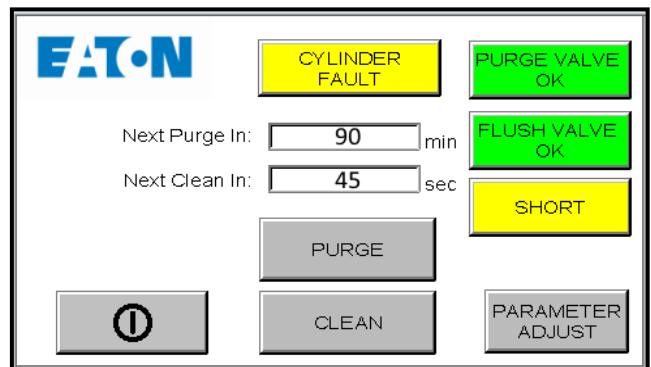 EATON
CYLINDER
FAULT
PURGE VALVE
OK
Next Purge In: 90 min
FLUSH VALVE
OK
Next Clean In: 45 sec
SHORT
PURGE
CLEAN
PARAMETER
ADJUST